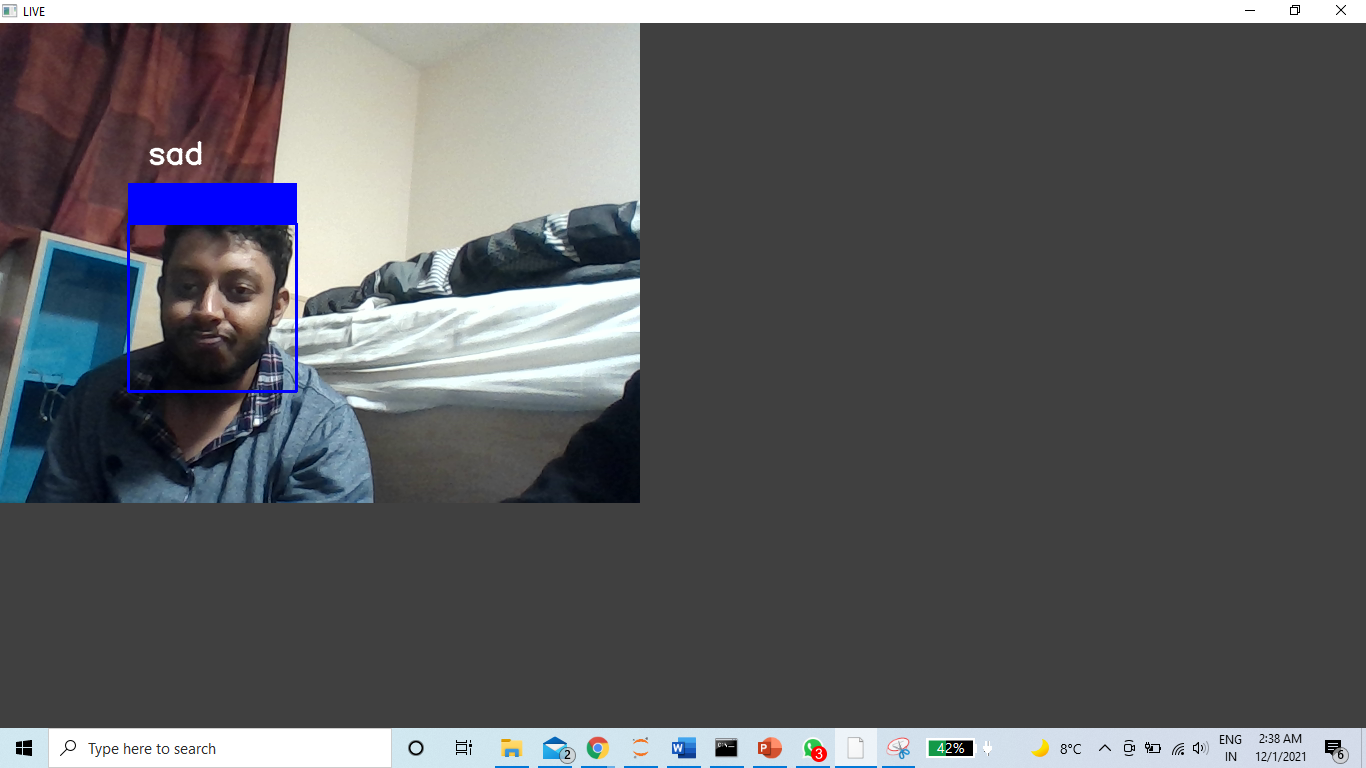 LIVE
sad
Type here to search
2
W
P
3
42%
8°C
ENG
IN
2:38 AM
12/1/2021
6